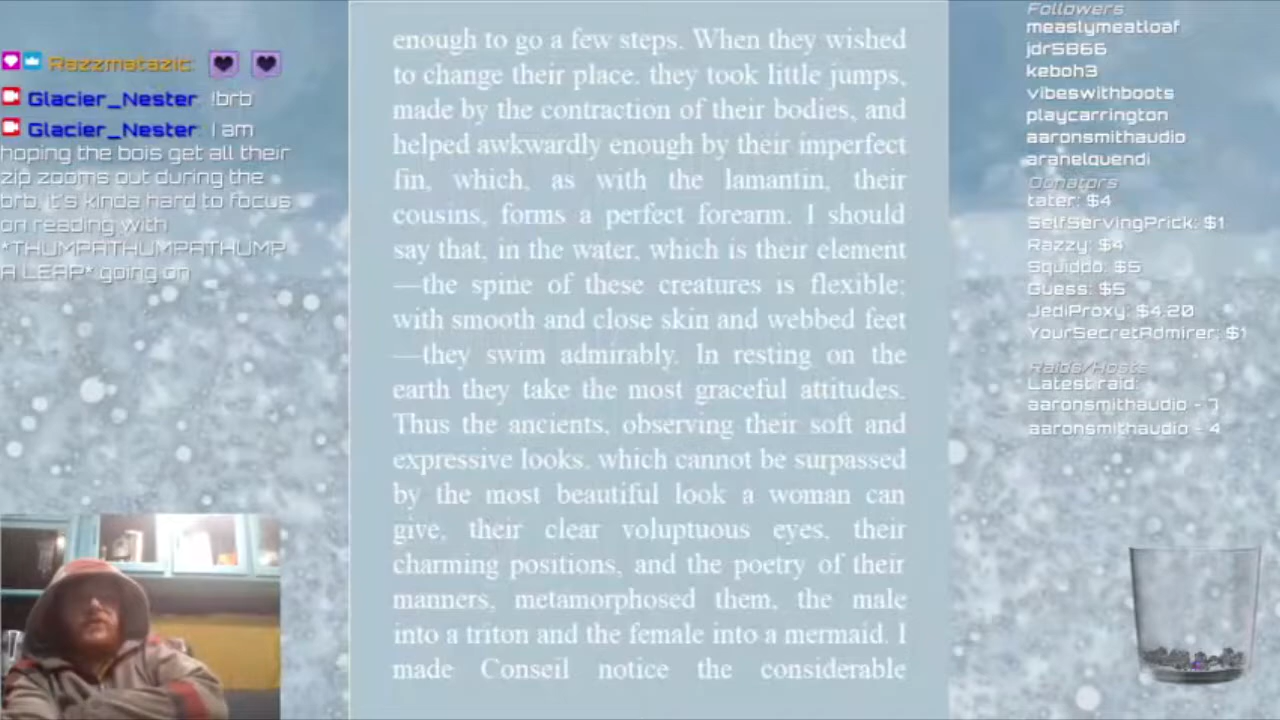 Razzmatazic:
Glacier_Nester: !brb
Glacier_Nester: I am
hoping the bois get all their
zip zooms out during the
brb, it's kinda hard to focus
on reading with
*THUMPATHUMPATHUMP
A LEAP* going on
enough to go a few steps. When they wished
to change their place, they took little jumps,
made by the contraction of their bodies, and
helped awkwardly enough by their imperfect
fin, which, as with the lamantin, their
cousins, forms a perfect forearm. I should
say that, in the water, which is their element
—the spine of these creatures is flexible;
with smooth and close skin and webbed feet
—they swim admirably. In resting on the
earth they take the most graceful attitudes.
Thus the ancients, observing their soft and
expressive looks, which cannot be surpassed
by the most beautiful look a woman can
give, their clear voluptuous eyes, their
charming positions, and the poetry of their
manners, metamorphosed them, the male
into a triton and the female into a mermaid. I
made Conseil notice the considerable
Followers
measlymeatloaf
jdr5866
keboh3
vibeswithboots
playcarrington
aaronsmithaudio
aranelquendi
Donators
tater: $4
SelfServingPrick: $1
Razzy: $4
Squiddo: $5
Guess: $5
JediProxy: $4.20
YourSecretAdmirer: $1
Raids/Hosts
Latest raid:
aaronsmithaudio - 7
aaronsmithaudio - 4